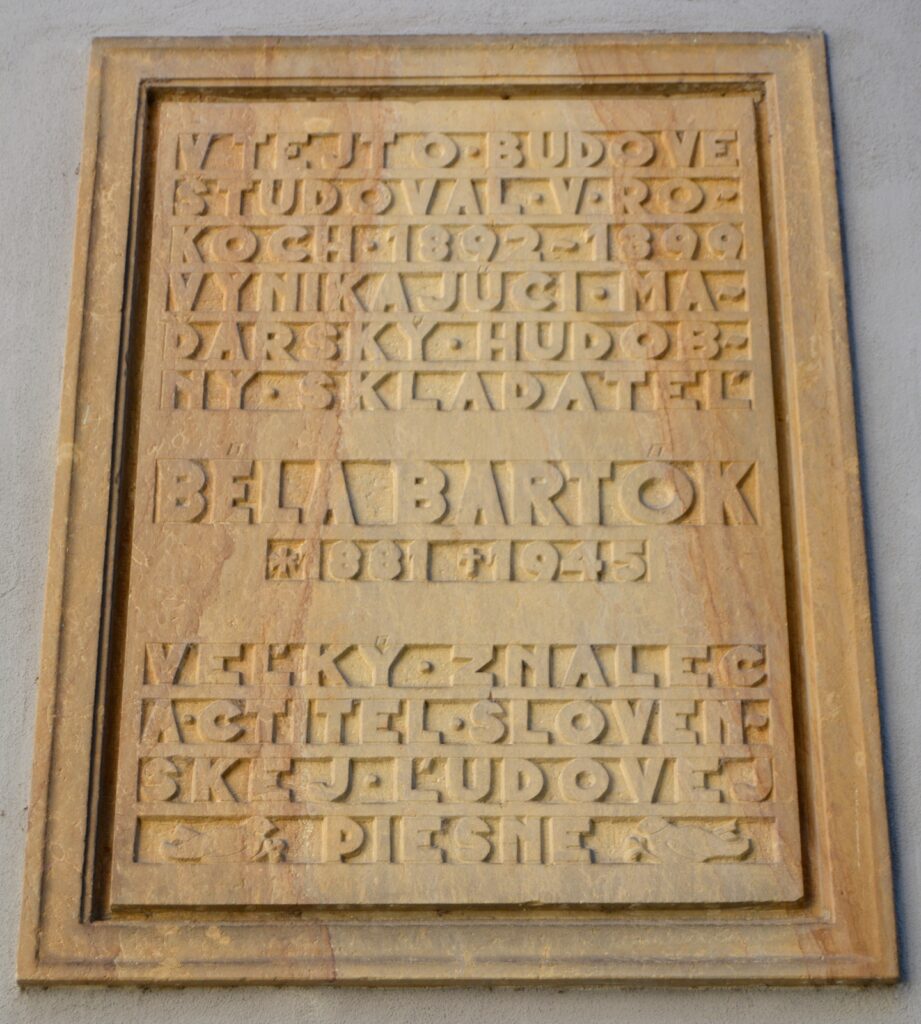 V TEJTO · BUDOVE
ŠTUDOVAL · V · RO-
KOCH · 1892-1899
VYNIKAJÚCI · MA-
ĎARSKÝ · HUDOB-
NÝ · SKLADATEĽ
BÉLA BARTÓK
* 1881 † 1945
VEĽKÝ · ZNALEC
A · CTITEL · SLOVEN-
SKEJ · ĽUDOVEJ
PIESNE